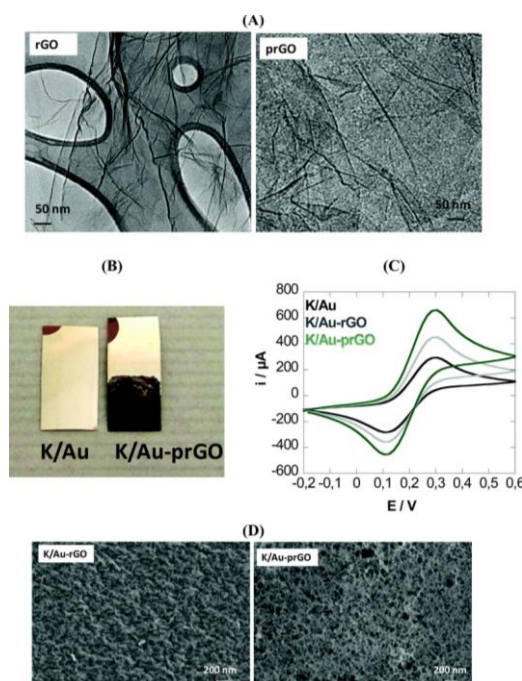 (A)
rGO
prGO
50 nm
50 nm
(B)
(C)
K/Au
K/Au-prGO
800
600
400
200
0
-200
-400
-600
i / µA
K/Au
K/Au-rGO
K/Au-prGO
-0,2 -0,1 0 0,1 0,2 0,3 0,4 0,5 0,6
E / V
(D)
K/Au-rGO
K/Au-prGO
200 nm
200 nm